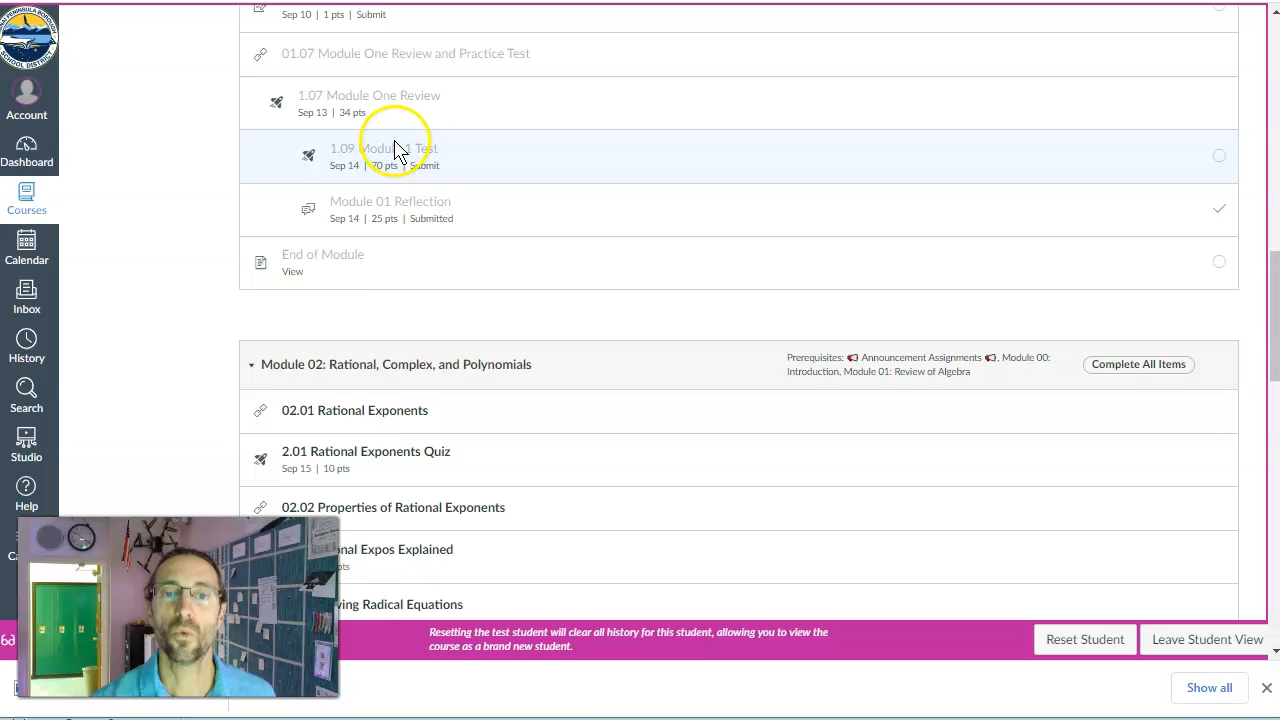 PENINSULA BOROUGH
SCHOOL DISTRICT
Account
Dashboard
Courses
Calendar
Inbox
History
Search
Studio
Help
Sep 10 | 1 pts | Submit
01.07 Module One Review and Practice Test
1.07 Module One Review
Sep 13 | 34 pts
1.09 Module 1 Test
Sep 14 | 70 pts | Submit
Module 01 Reflection
Sep 14 | 25 pts | Submitted
End of Module
View
Module 02: Rational, Complex, and Polynomials
Prerequisites: Announcement Assignments , Module 00:
Introduction, Module 01: Review of Algebra
Complete All Items
02.01 Rational Exponents
2.01 Rational Exponents Quiz
Sep 15 | 10 pts
02.02 Properties of Rational Exponents
onal Expos Explained
pts
ving Radical Equations
Resetting the test student will clear all history for this student, allowing you to view the
course as a brand new student.
Reset Student
Leave Student View
Show all